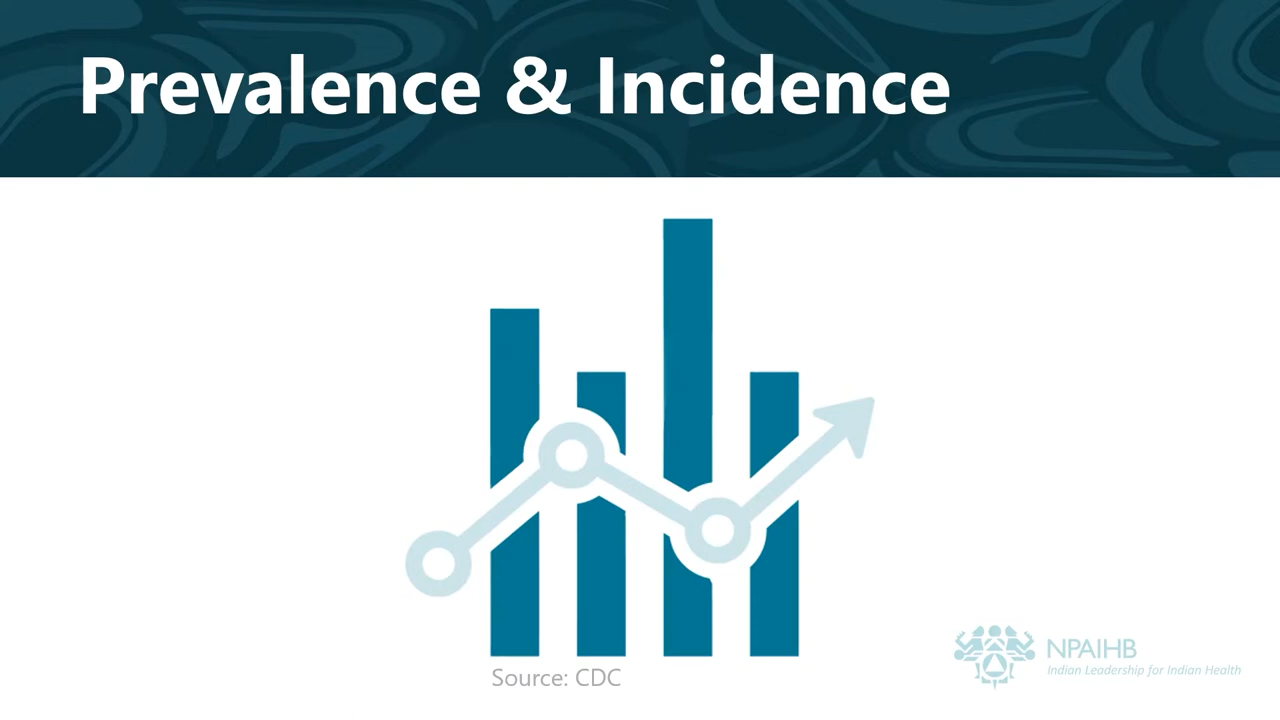 Prevalence & Incidence
Source: CDC
NPAIHB
Indian Leadership for Indian Health